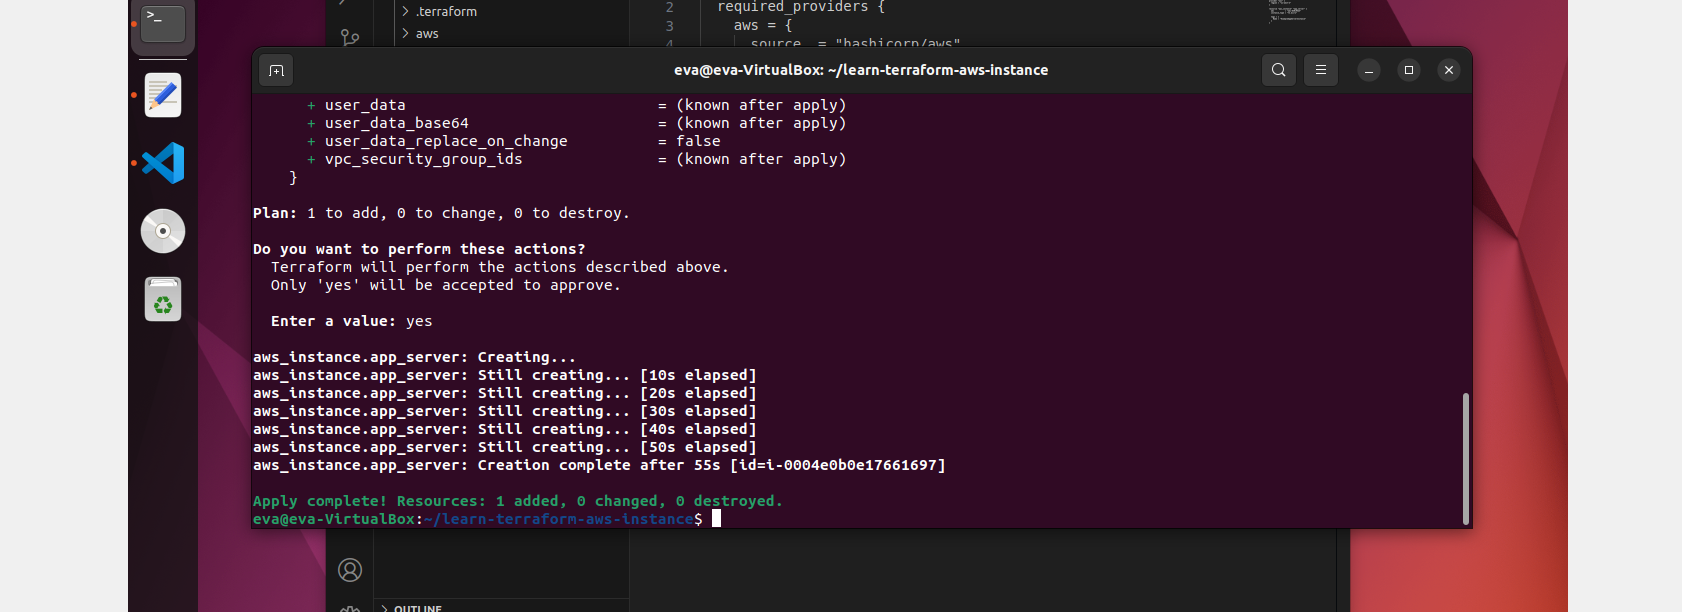 >_
> .terraform
> aws
2 required_providers {
3 aws = {
4 source = "hashicorp/aws"
eva@eva-VirtualBox: ~/learn-terraform-aws-instance
+ user_data = (known after apply)
+ user_data_base64 = (known after apply)
+ user_data_replace_on_change = false
+ vpc_security_group_ids = (known after apply)
}
Plan: 1 to add, 0 to change, 0 to destroy.
Do you want to perform these actions?
Terraform will perform the actions described above.
Only 'yes' will be accepted to approve.
Enter a value: yes
aws_instance.app_server: Creating...
aws_instance.app_server: Still creating... [10s elapsed]
aws_instance.app_server: Still creating... [20s elapsed]
aws_instance.app_server: Still creating... [30s elapsed]
aws_instance.app_server: Still creating... [40s elapsed]
aws_instance.app_server: Still creating... [50s elapsed]
aws_instance.app_server: Creation complete after 55s [id=i-0004e0b0e17661697]
Apply complete! Resources: 1 added, 0 changed, 0 destroyed.
eva@eva-VirtualBox:~/learn-terraform-aws-instance$
> OUTLINE